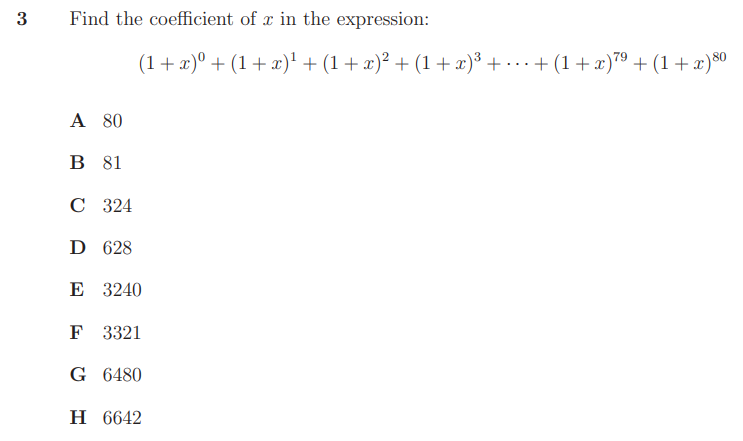 3 Find the coefficient of x in the expression:
(1 + x)⁰ + (1 + x)¹ + (1 + x)² + (1 + x)³ + ··· + (1 + x)⁷⁹ + (1 + x)⁸⁰
A 80
B 81
C 324
D 628
E 3240
F 3321
G 6480
H 6642